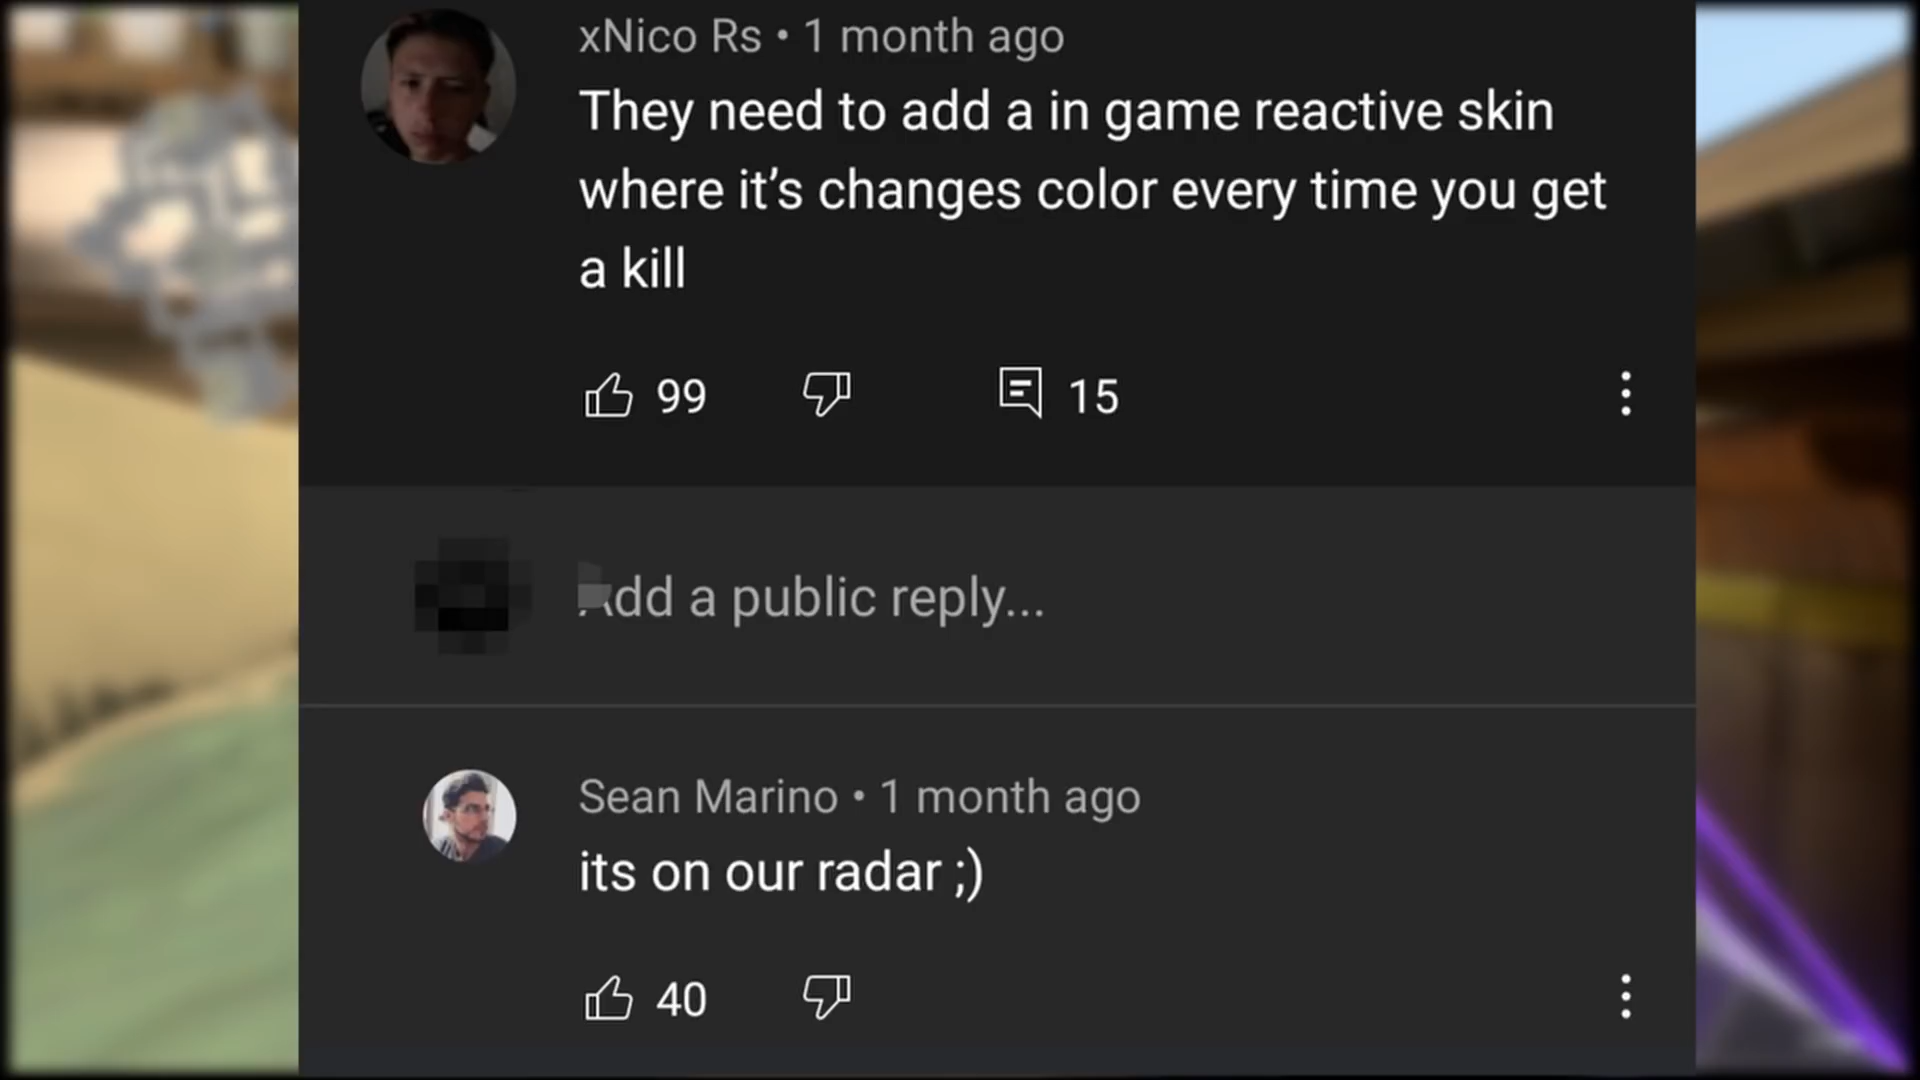 xNico Rs • 1 month ago
They need to add a in game reactive skin
where it’s changes color every time you get
a kill
99
15
Add a public reply...
Sean Marino • 1 month ago
its on our radar ;)
40